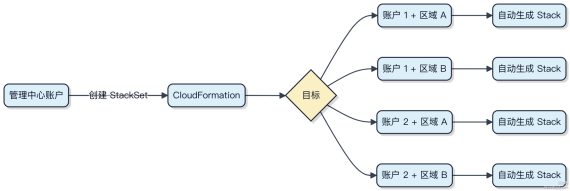 管理中心账户
创建 StackSet
CloudFormation
目标
账户 1 + 区域 A
自动生成 Stack
账户 1 + 区域 B
自动生成 Stack
账户 2 + 区域 A
自动生成 Stack
账户 2 + 区域 B
自动生成 Stack